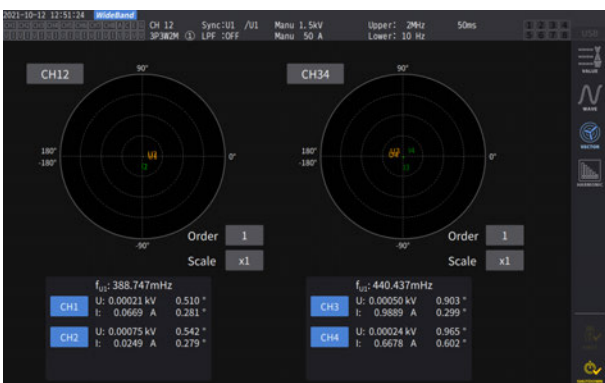 2021-10-12 12:51:24 WideBand
CH 12 Sync:U1 /U1 Manu 1.5kV Upper: 2MHz 50ms
3P3W2M ① LPF :OFF Manu 50 A Lower: 10 Hz
USB
VALUE
WAVE
VECTOR
HARMONIC
CH12
90°
180°
-180°
0°
-90°
I2
Order 1
Scale x1
fU1: 388.747mHz
CH1 U: 0.00021 kV 0.510 °
I: 0.0669 A 0.281 °
CH2 U: 0.00075 kV 0.542 °
I: 0.0249 A 0.279 °
CH34
90°
180°
-180°
0°
-90°
I4
I3
Order 1
Scale x1
fU1: 440.437mHz
CH3 U: 0.00050 kV 0.903 °
I: 0.9889 A 0.299 °
CH4 U: 0.00024 kV 0.965 °
I: 0.6678 A 0.602 °